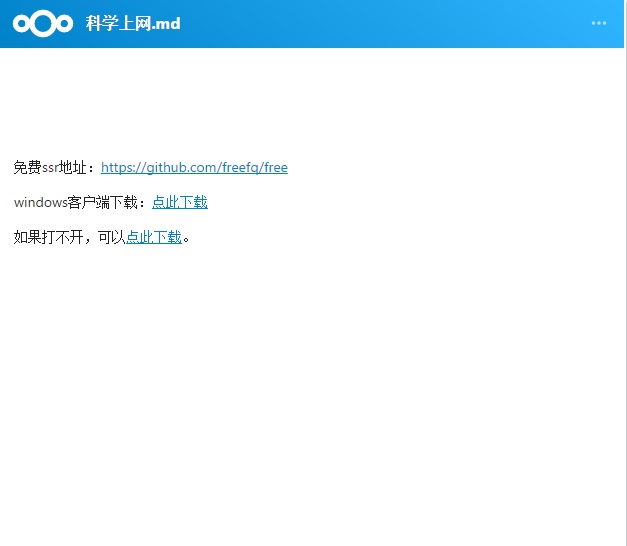 科学上网.md
免费ssr地址：https://github.com/freefq/free
windows客户端下载：点此下载
如果打不开，可以点此下载。